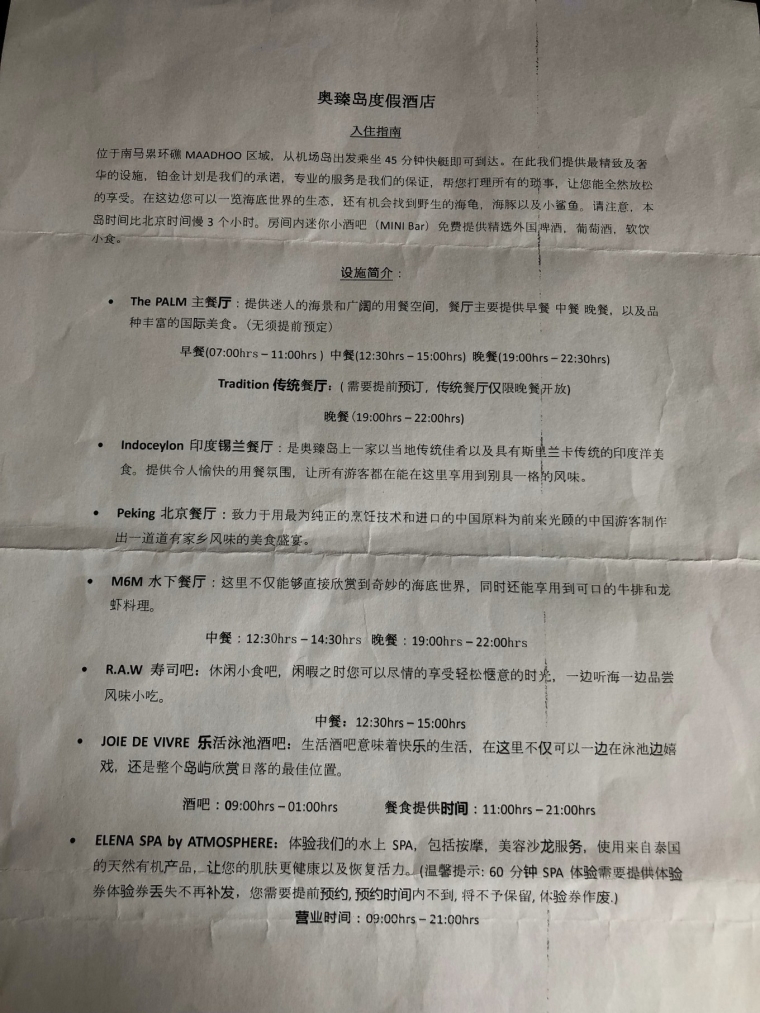 奥臻岛度假酒店
入住指南
位于南马累环礁 MAADHOO 区域，从机场岛出发乘坐 45 分钟快艇即可到达。在此我们提供最精致及奢
华的设施，铂金计划是我们的承诺，专业的服务是我们的保证，帮您打理所有的琐事，让您能全然放松
的享受。在这边您可以一览海底世界的生态，还有机会找到野生的海龟，海豚以及小鲨鱼。请注意，本
岛时间比北京时间慢 3 个小时。房间内迷你小酒吧（MINI Bar）免费提供精选外国啤酒，葡萄酒，软饮
小食。
设施简介：
• The PALM 主餐厅：提供迷人的海景和广阔的用餐空间，餐厅主要提供早餐 中餐 晚餐，以及品
种丰富的国际美食。（无须提前预定）
早餐(07:00hrs – 11:00hrs ) 中餐(12:30hrs – 15:00hrs) 晚餐(19:00hrs – 22:30hrs)
Tradition 传统餐厅：( 需要提前预订，传统餐厅仅限晚餐开放)
晚餐 (19:00hrs – 22:00hrs)
• Indoceylon 印度锡兰餐厅：是奥臻岛上一家以当地传统佳肴以及具有斯里兰卡传统的印度洋美
食。提供令人愉快的用餐氛围，让所有游客都在能在这里享用到别具一格的风味。
• Peking 北京餐厅：致力于用最为纯正的烹饪技术和进口的中国原料为前来光顾的中国游客制作
出一道道有家乡风味的美食盛宴。
• M6M 水下餐厅：这里不仅能够直接欣赏到奇妙的海底世界，同时还能享用到可口的牛排和龙
虾料理。
中餐：12:30hrs – 14:30hrs 晚餐：19:00hrs – 22:00hrs
• R.A.W 寿司吧：休闲小食吧，闲暇之时您可以尽情的享受轻松惬意的时光，一边听海一边品尝
风味小吃。
中餐：12:30hrs – 15:00hrs
• JOIE DE VIVRE 乐活泳池酒吧：生活酒吧意味着快乐的生活，在这里不仅可以一边在泳池边嬉
戏，还是整个岛屿欣赏日落的最佳位置。
酒吧：09:00hrs – 01:00hrs 餐食提供时间：11:00hrs – 21:00hrs
• ELENA SPA by ATMOSPHERE：体验我们的水上 SPA，包括按摩，美容沙龙服务，使用来自泰国
的天然有机产品，让您的肌肤更健康以及恢复活力。(温馨提示: 60 分钟 SPA 体验需要提供体验
券体验券丢失不再补发，您需要提前预约, 预约时间内不到, 将不予保留, 体验券作废.)
营业时间：09:00hrs – 21:00hrs